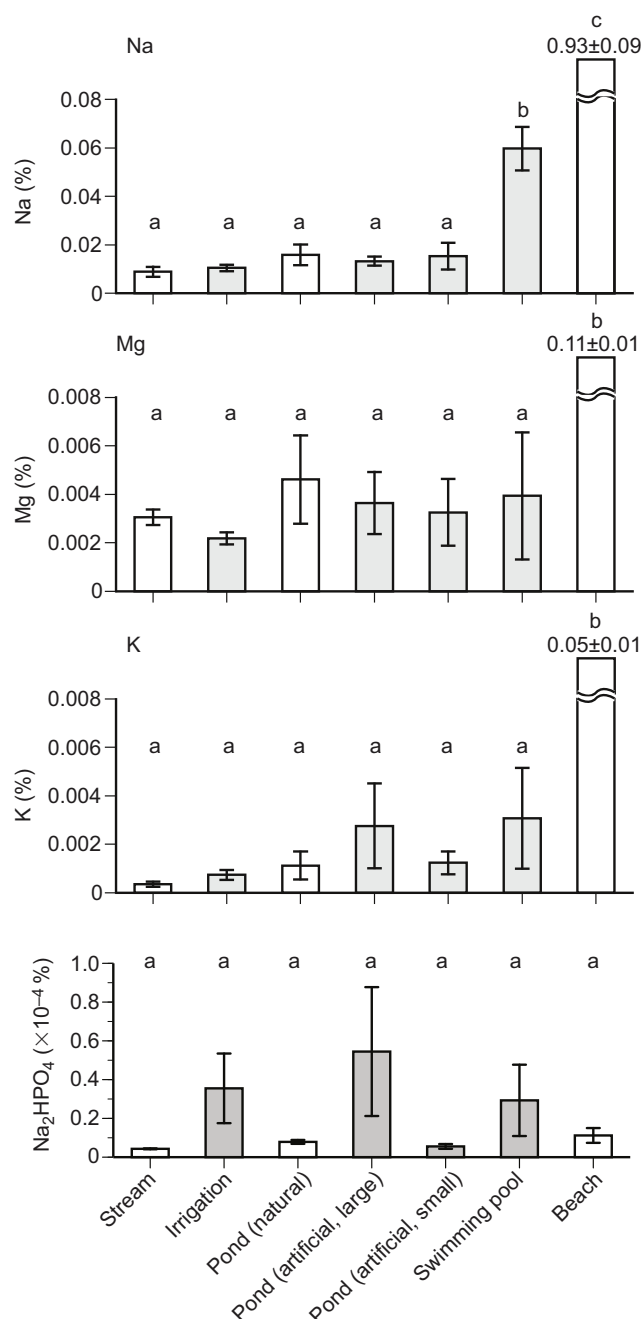 Na
c
0.93±0.09
0.08
0.06
0.04
0.02
0
Na (%)
a a a a a b
Mg
b
0.11±0.01
0.008
0.006
0.004
0.002
0
Mg (%)
a a a a a a
K
b
0.05±0.01
0.008
0.006
0.004
0.002
0
K (%)
a a a a a a
1.0
0.8
0.6
0.4
0.2
0
Na₂HPO₄ (×10⁻⁴ %)
a a a a a a a
Stream
Irrigation
Pond (natural)
Pond (artificial, large)
Pond (artificial, small)
Swimming pool
Beach